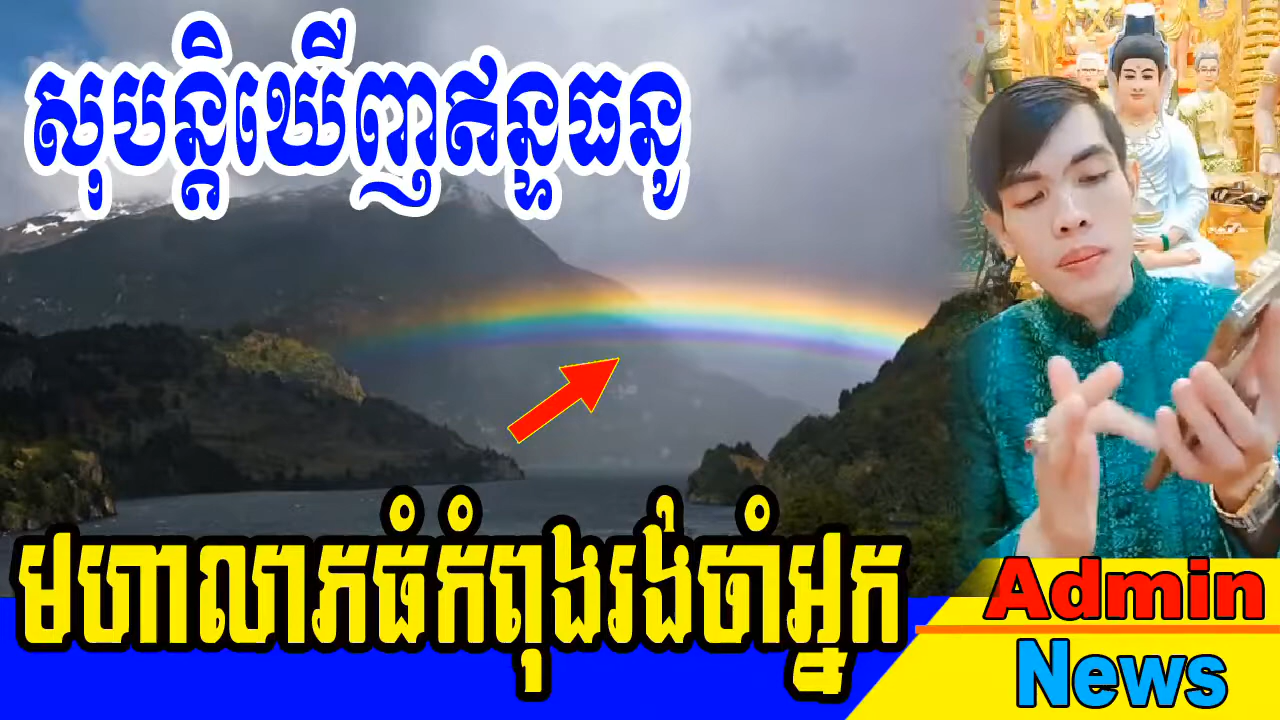 សុបន្តិឃើញឥន្ទធនូ
មហាលាភធំកំពុងរង់ចាំអ្នក
Admin
News